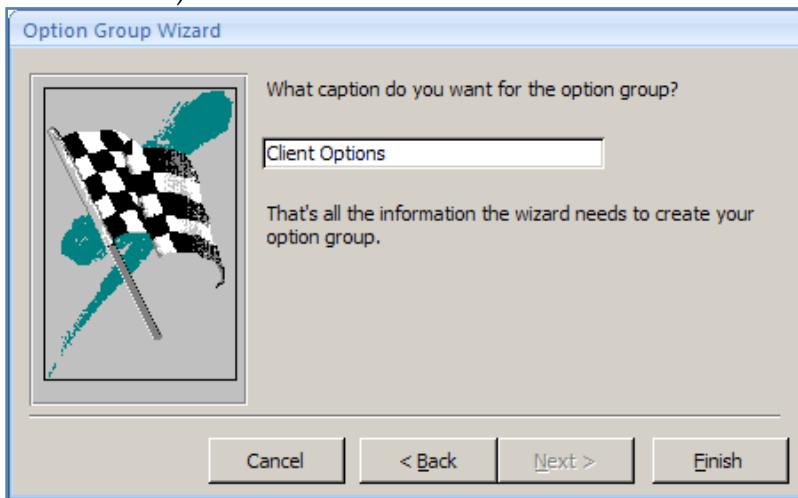 Option Group Wizard
What caption do you want for the option group?
Client Options
That's all the information the wizard needs to create your
option group.
Cancel
< Back
Next >
Finish